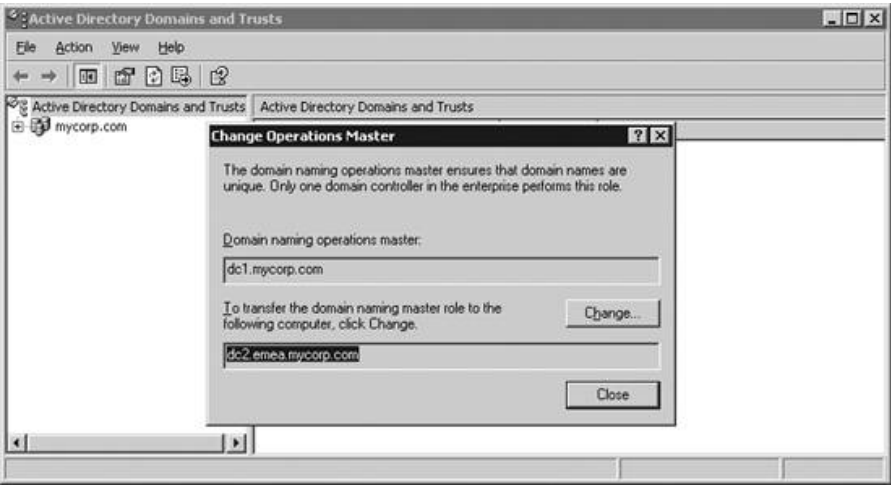 Active Directory Domains and Trusts
File Action View Help
Active Directory Domains and Trusts Active Directory Domains and Trusts
mycorp.com
Change Operations Master
The domain naming operations master ensures that domain names are
unique. Only one domain controller in the enterprise performs this role.
Domain naming operations master:
dc1.mycorp.com
To transfer the domain naming master role to the
following computer, click Change.
Change...
dc2.emea.mycorp.com
Close